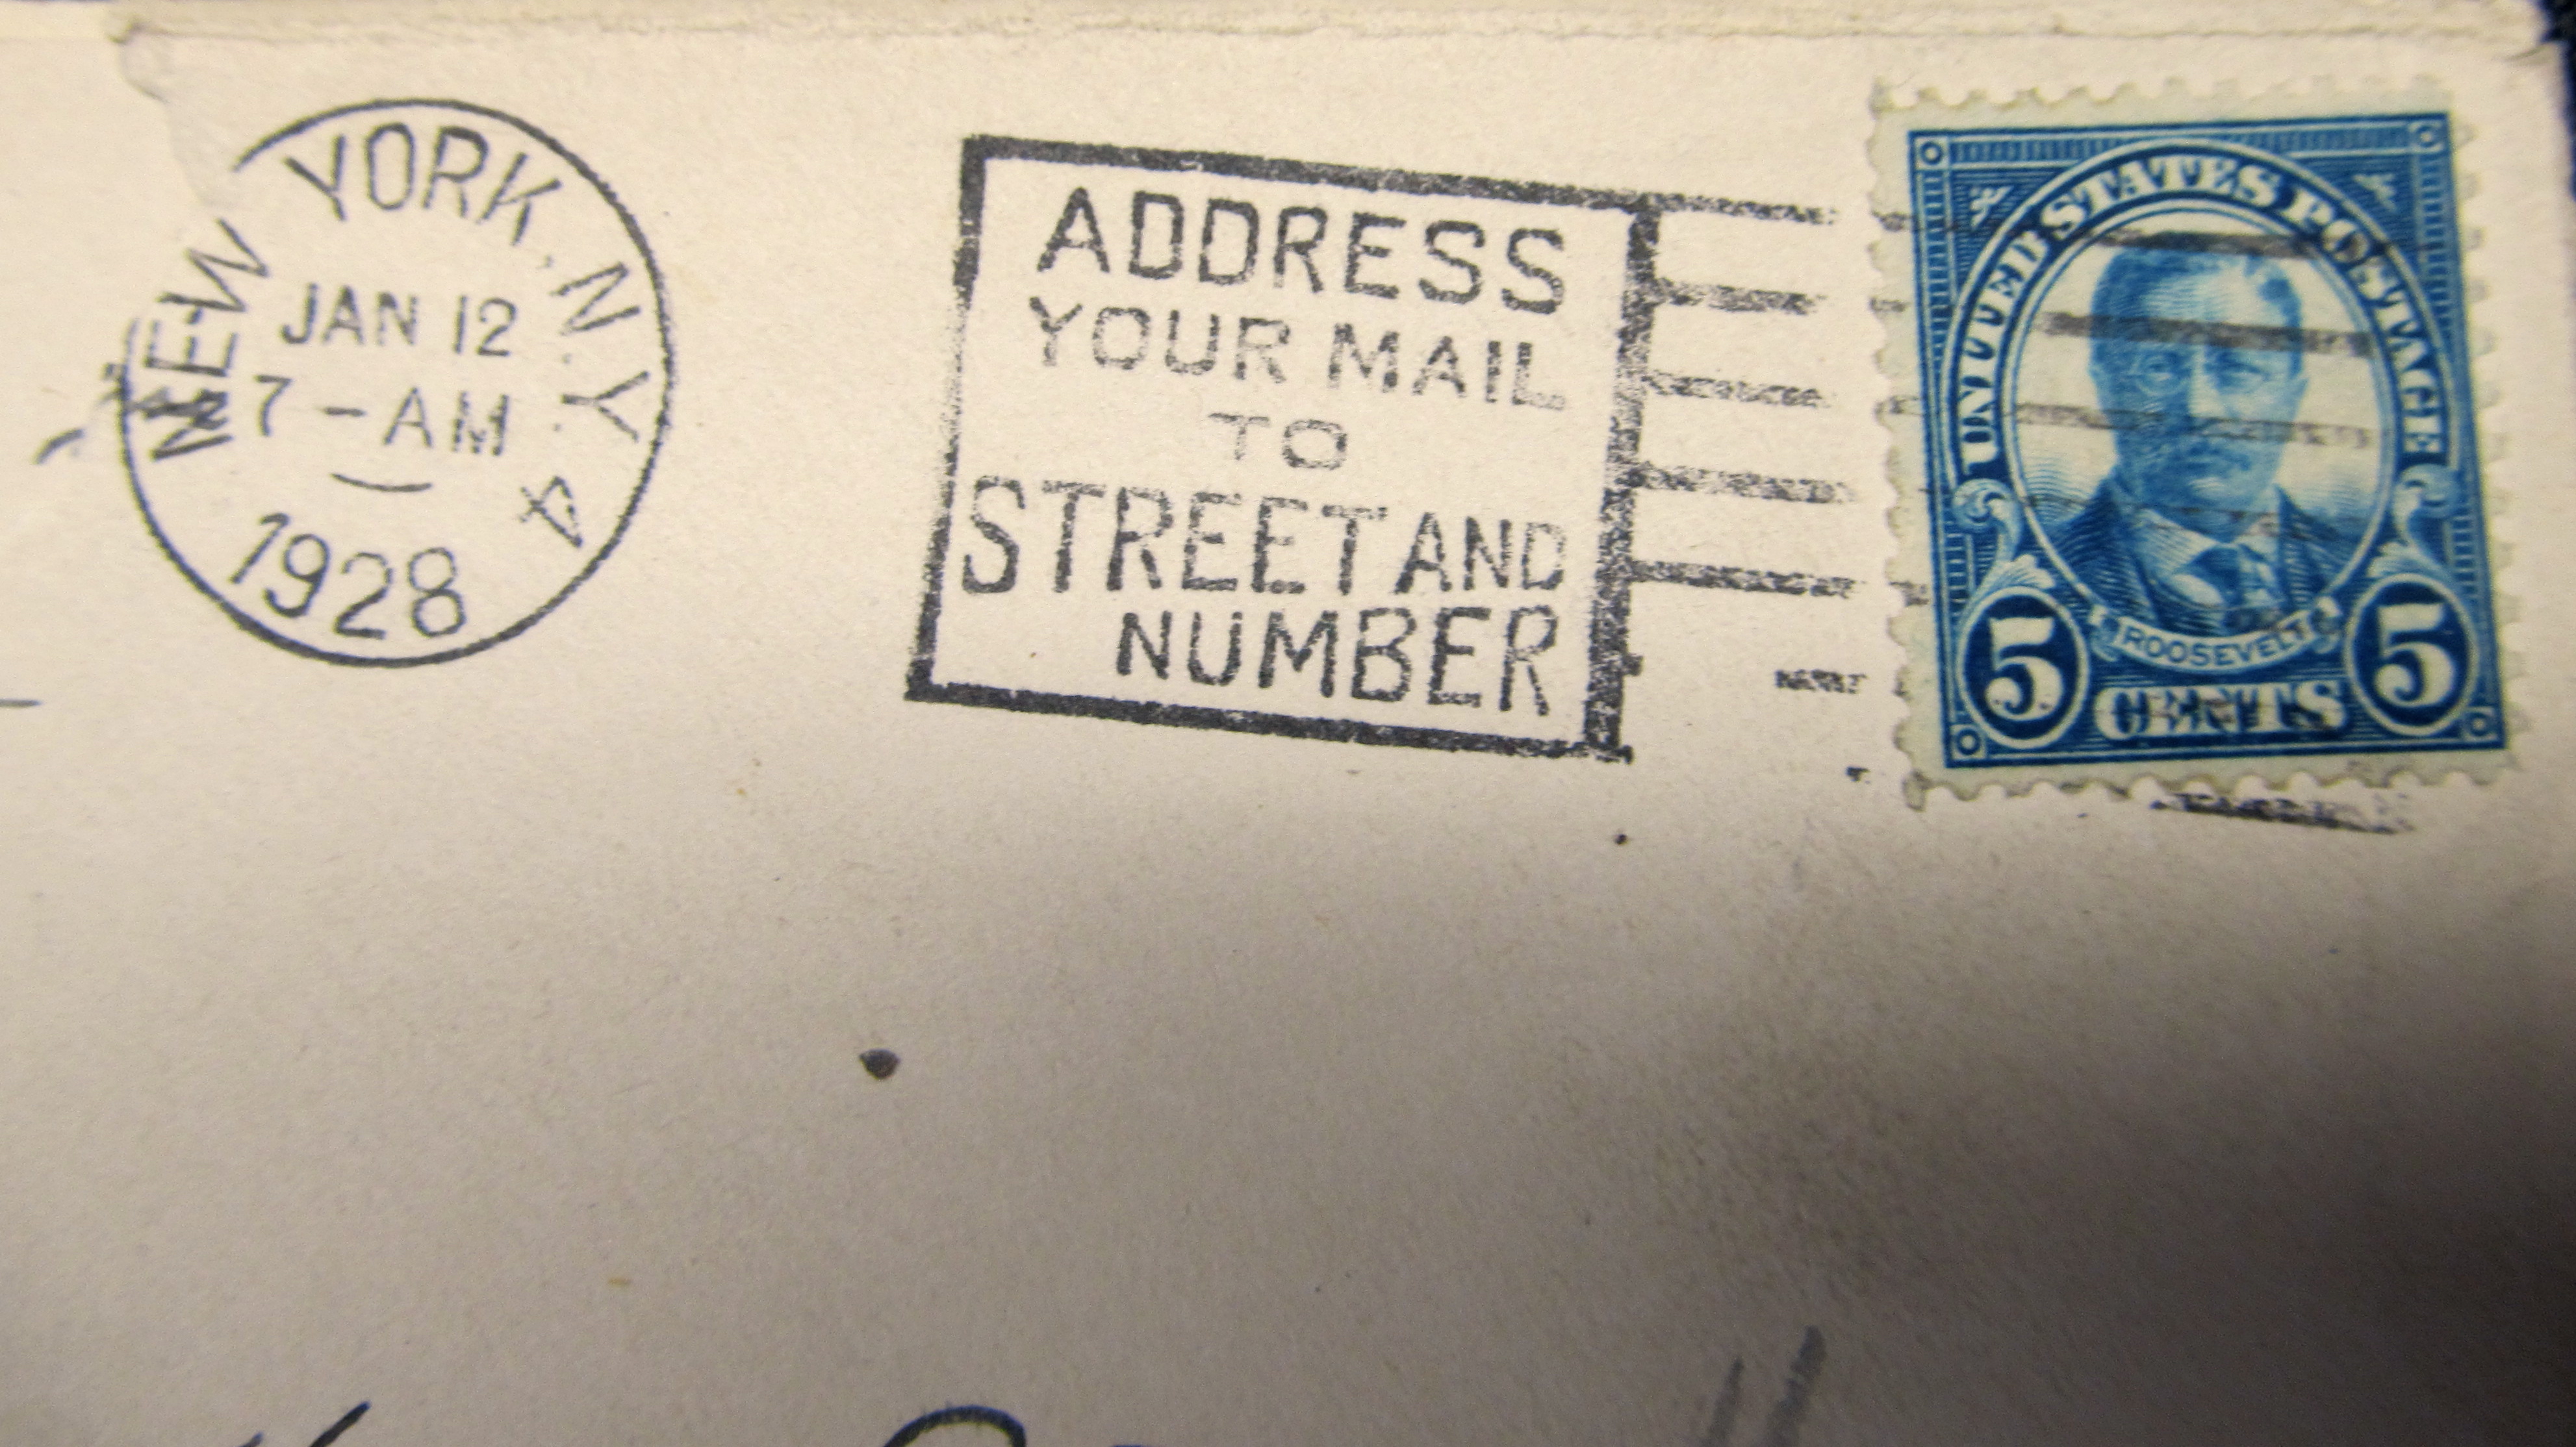 NEW YORK, N.Y. 4
JAN 12
7 - AM
1928
ADDRESS
YOUR MAIL
TO
STREET AND
NUMBER
UNITED STATES POSTAGE
ROOSEVELT
5 CENTS 5